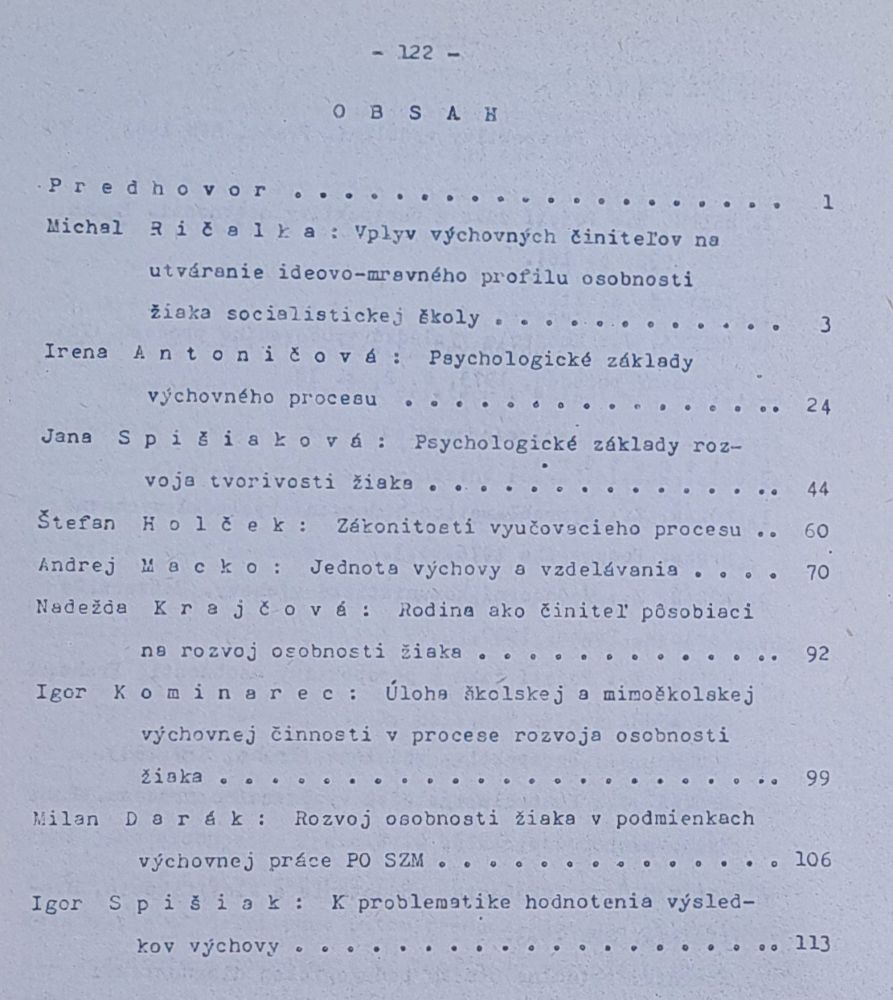 - 122 -
O B S A H
P r e d h o v o r . . . . . . . . . . . . . . . . . . . . 1
Michal R i č a l k a : Vplyv výchovných činiteľov na
utváranie ideovo-mravného profilu osobnosti
žiaka socialistickej školy . . . . . . . . . . . . 3
Irena A n t o n i č o v á : Psychologické základy
výchovného procesu . . . . . . . . . . . . . . . .. 24
Jana S p i š i a k o v á : Psychologické základy roz-
voja tvorivosti žiaka . . . . . . . . . . . . . .. 44
Štefan H o l č e k : Zákonitosti vyučovacieho procesu .. 60
Andrej M a c k o : Jednota výchovy a vzdelávania . . . . 70
Nadežda K r a j č o v á : Rodina ako činiteľ pôsobiaci
na rozvoj osobnosti žiaka . . . . . . . . . . . .. 92
Igor K o m i n a r e c : Úloha školskej a mimoškolskej
výchovnej činnosti v procese rozvoja osobnosti
žiaka . . . . . . . . . . . . . . . . . . . . . .. 99
Milan D a r á k : Rozvoj osobnosti žiaka v podmienkach
výchovnej práce PO SZM . . . . . . . . . . . . . . 106
Igor S p i š i a k : K problematike hodnotenia výsled-
kov výchovy . . . . . . . . . . . . . . . . . . .. 113